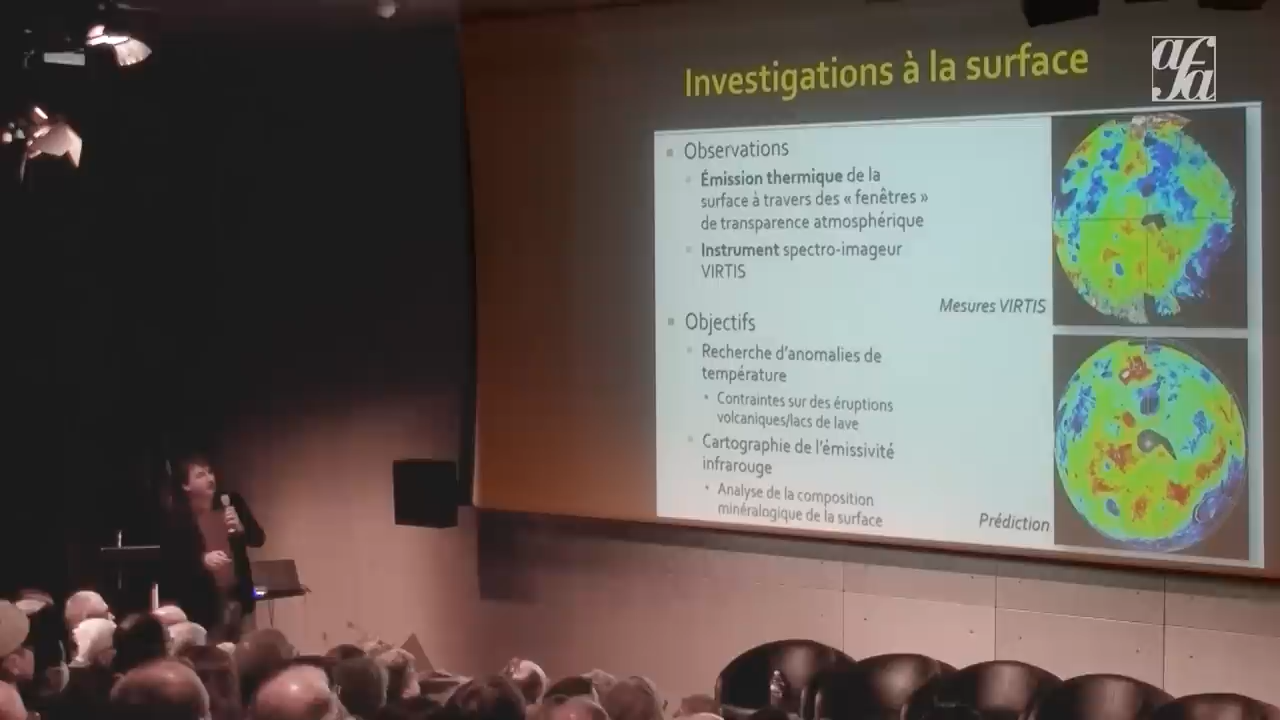 Investigations à la surface
afa
Observations
Émission thermique de la
surface à travers des « fenêtres »
de transparence atmosphérique
Instrument spectro-imageur
VIRTIS
Mesures VIRTIS
Objectifs
Recherche d'anomalies de
température
Contraintes sur des éruptions
volcaniques/lacs de lave
Cartographie de l'émissivité
infrarouge
Analyse de la composition
minéralogique de la surface
Prédiction